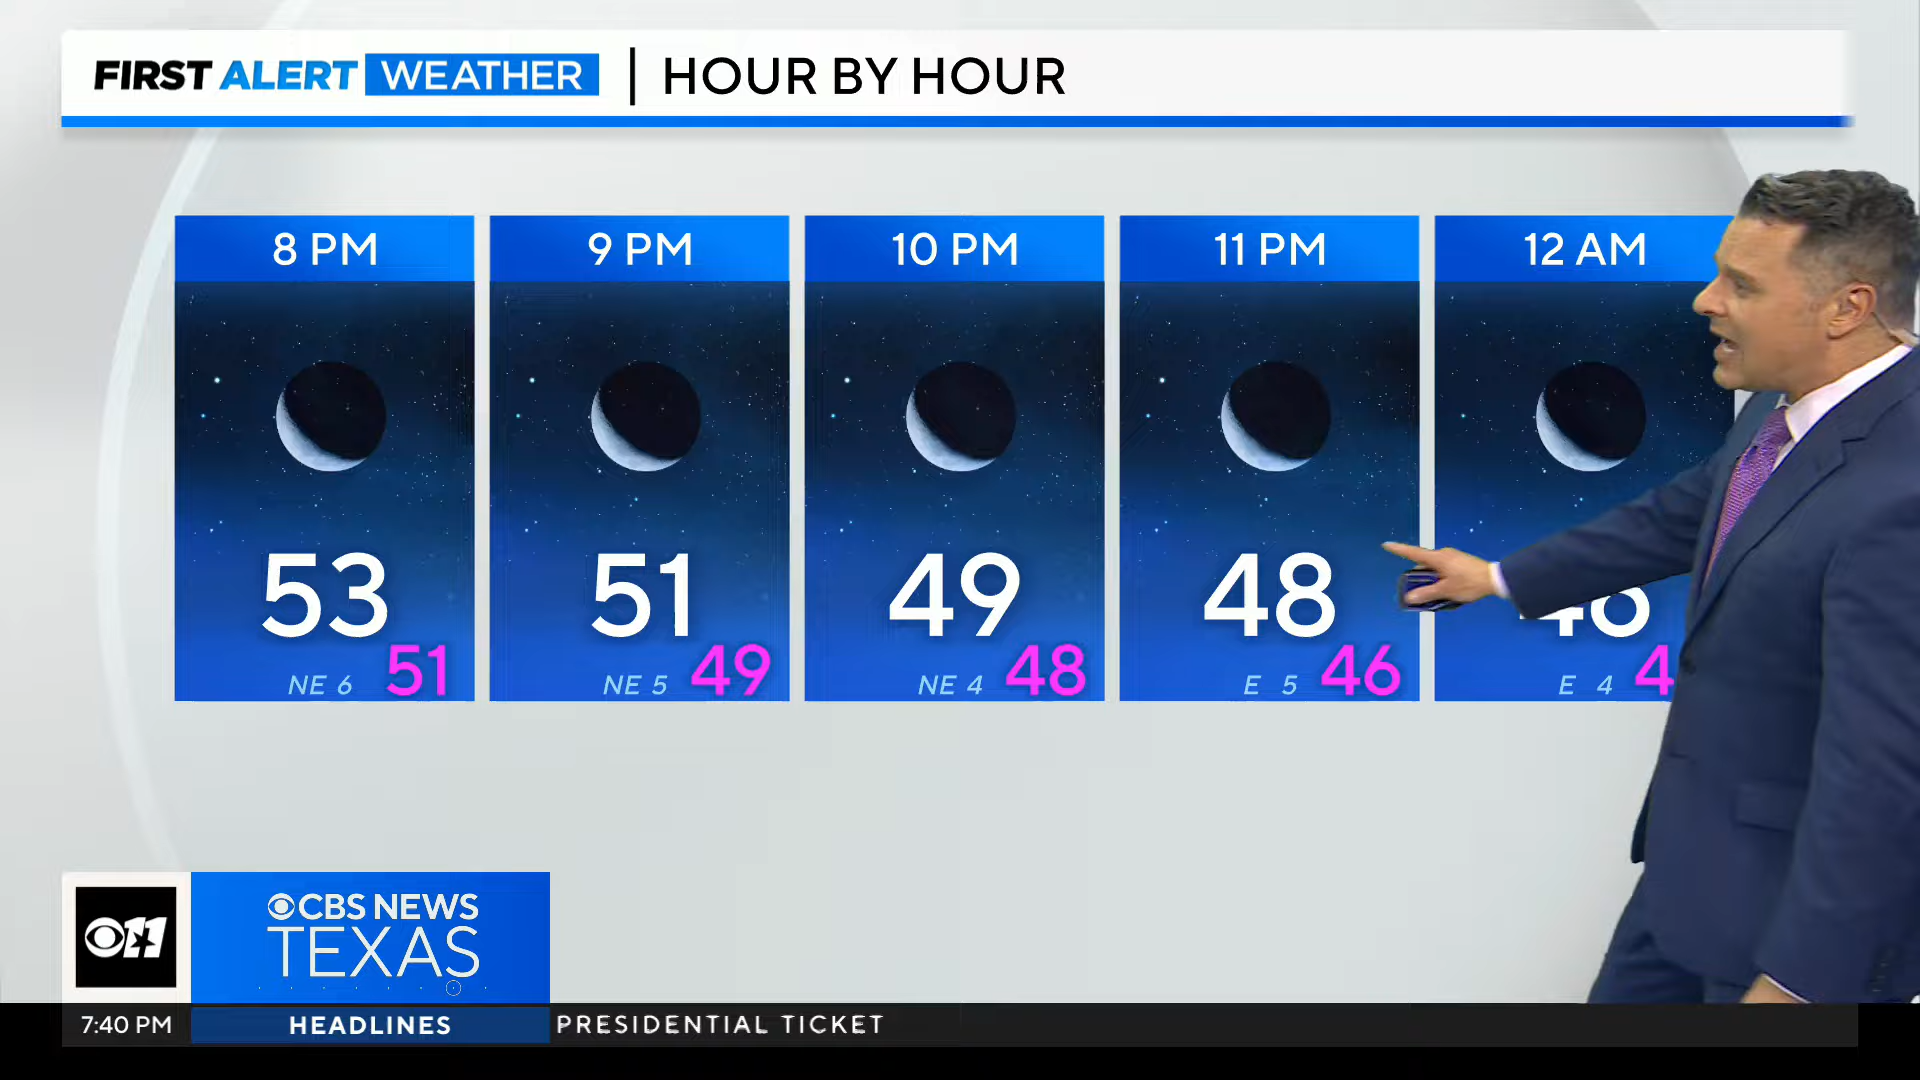 FIRST ALERT WEATHER | HOUR BY HOUR
8 PM
53
NE 6
51
9 PM
51
NE 5
49
10 PM
49
NE 4
48
11 PM
48
E 5
46
12 AM
E 4
CBS NEWS
TEXAS
11
7:40 PM
HEADLINES
PRESIDENTIAL TICKET